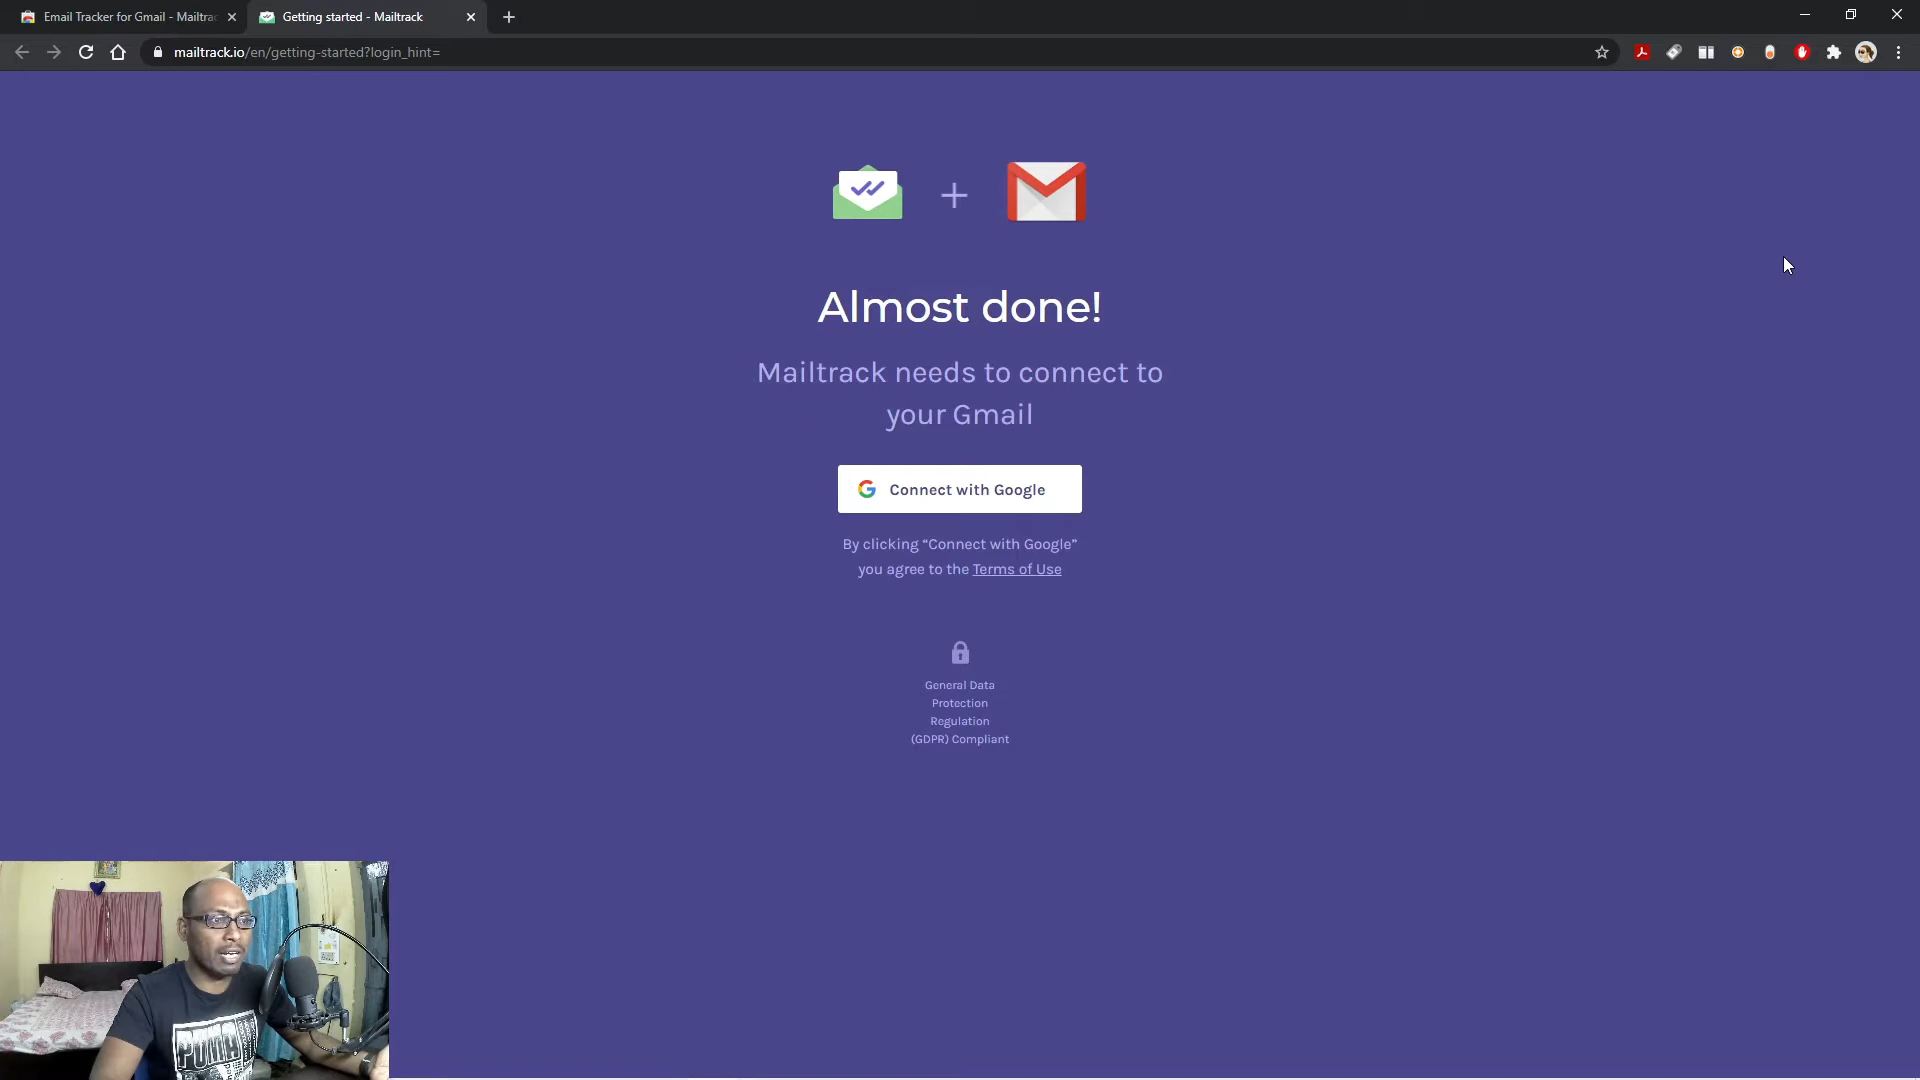 Email Tracker for Gmail - Mailtrac
Getting started - Mailtrack
mailtrack.io/en/getting-started?login_hint=
Almost done!
Mailtrack needs to connect to
your Gmail
Connect with Google
By clicking “Connect with Google”
you agree to the Terms of Use
General Data
Protection
Regulation
(GDPR) Compliant
PUMA